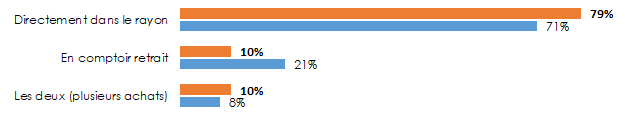 Directement dans le rayon 79%
71%
En comptoir retrait 10%
21%
Les deux (plusieurs achats) 10%
8%